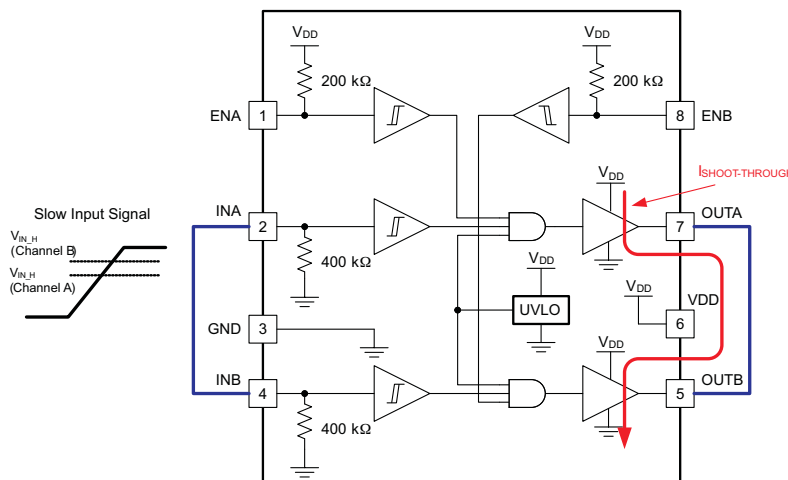 VDD
VDD
200 kΩ
200 kΩ
ENA
1
8
ENB
VDD
ISHOOT-THROUGH
Slow Input Signal
INA
2
7
OUTA
VIN_H
(Channel B)
VIN_H
(Channel A)
400 kΩ
VDD
VDD
VDD
GND
3
UVLO
6
VDD
INB
4
5
OUTB
400 kΩ